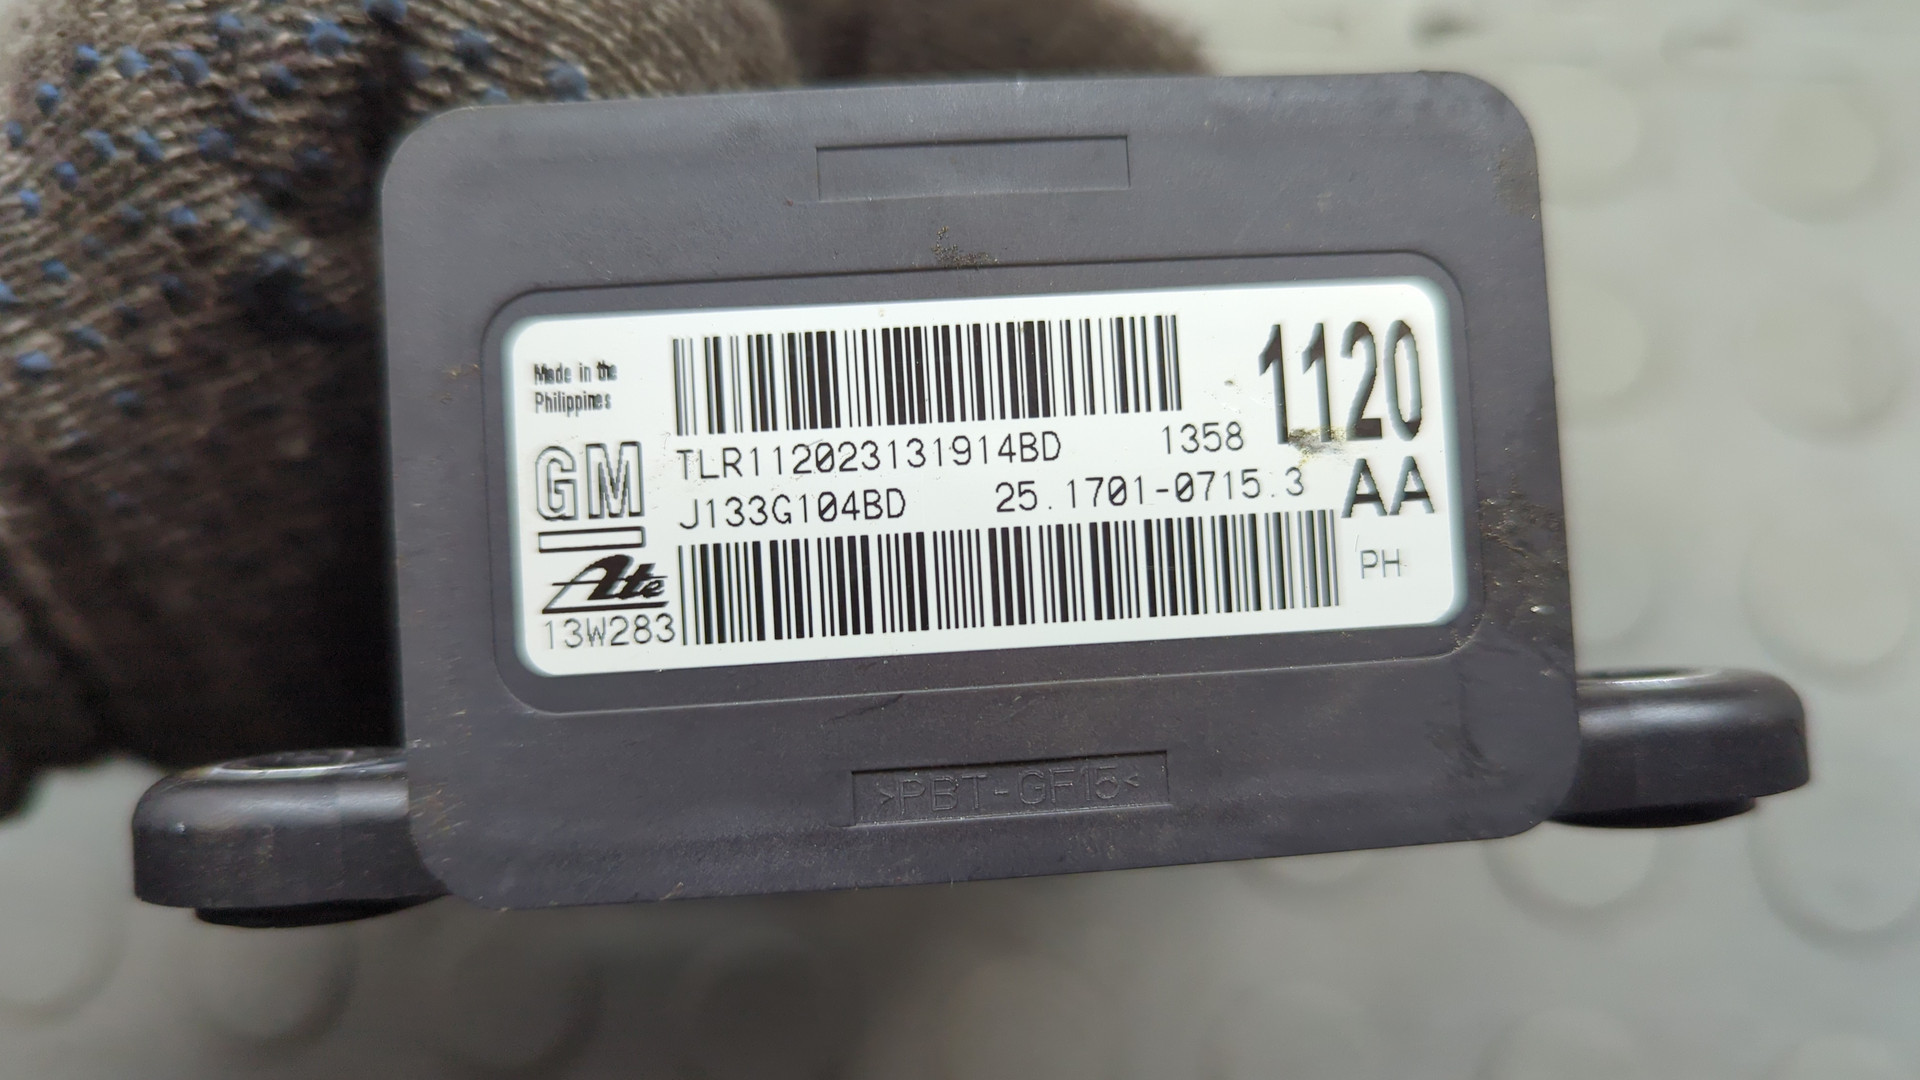 Made in the
Philippines
GM
Ate
13W283
TLR112023131914BD 1358
J133G104BD 25.1701-0715.3
1120
AA
PH
>PBT-GF15<